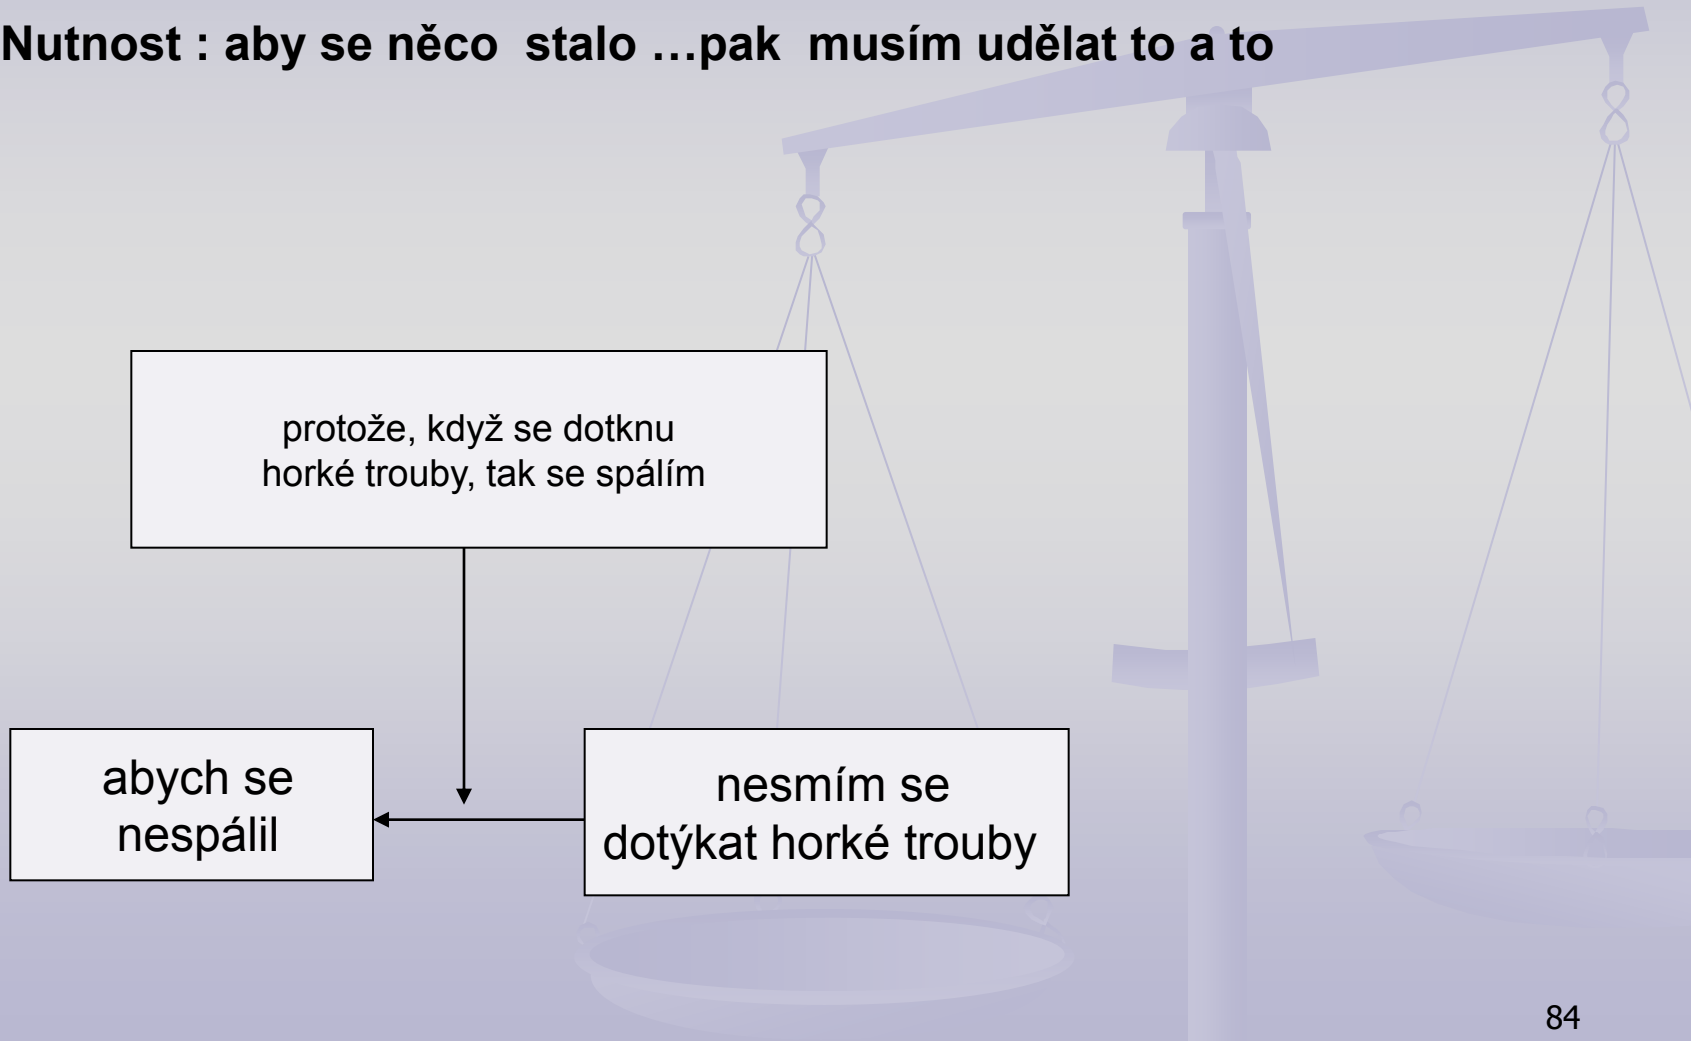 Nutnost : aby se něco  stalo …pak  musím udělat to a to
protože, když se dotknu
horké trouby, tak se spálím
abych se
nespálil
nesmím se
dotýkat horké trouby
84